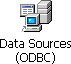 Data Sources
(ODBC)